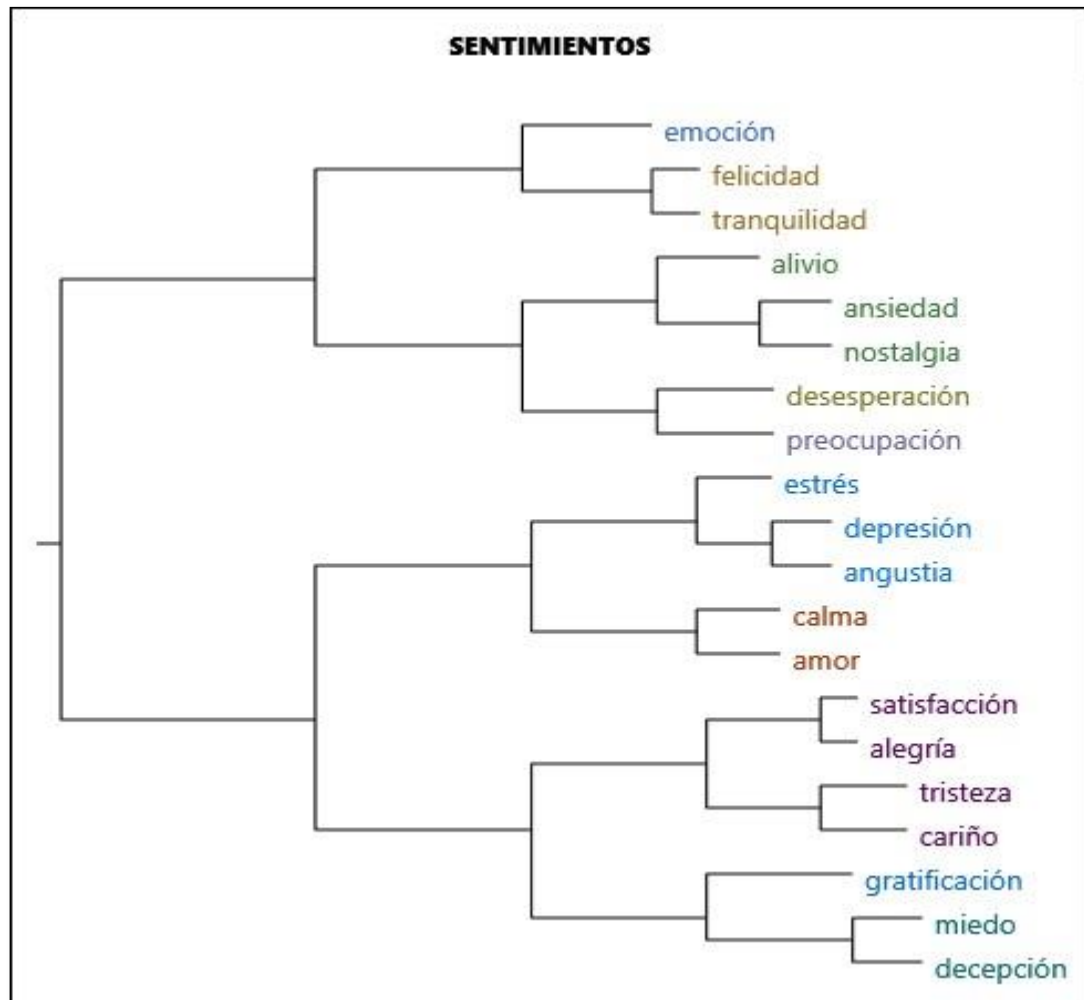 SENTIMIENTOS
emoción
felicidad
tranquilidad
alivio
ansiedad
nostalgia
desesperación
preocupación
estrés
depresión
angustia
calma
amor
satisfacción
alegría
tristeza
cariño
gratificación
miedo
decepción